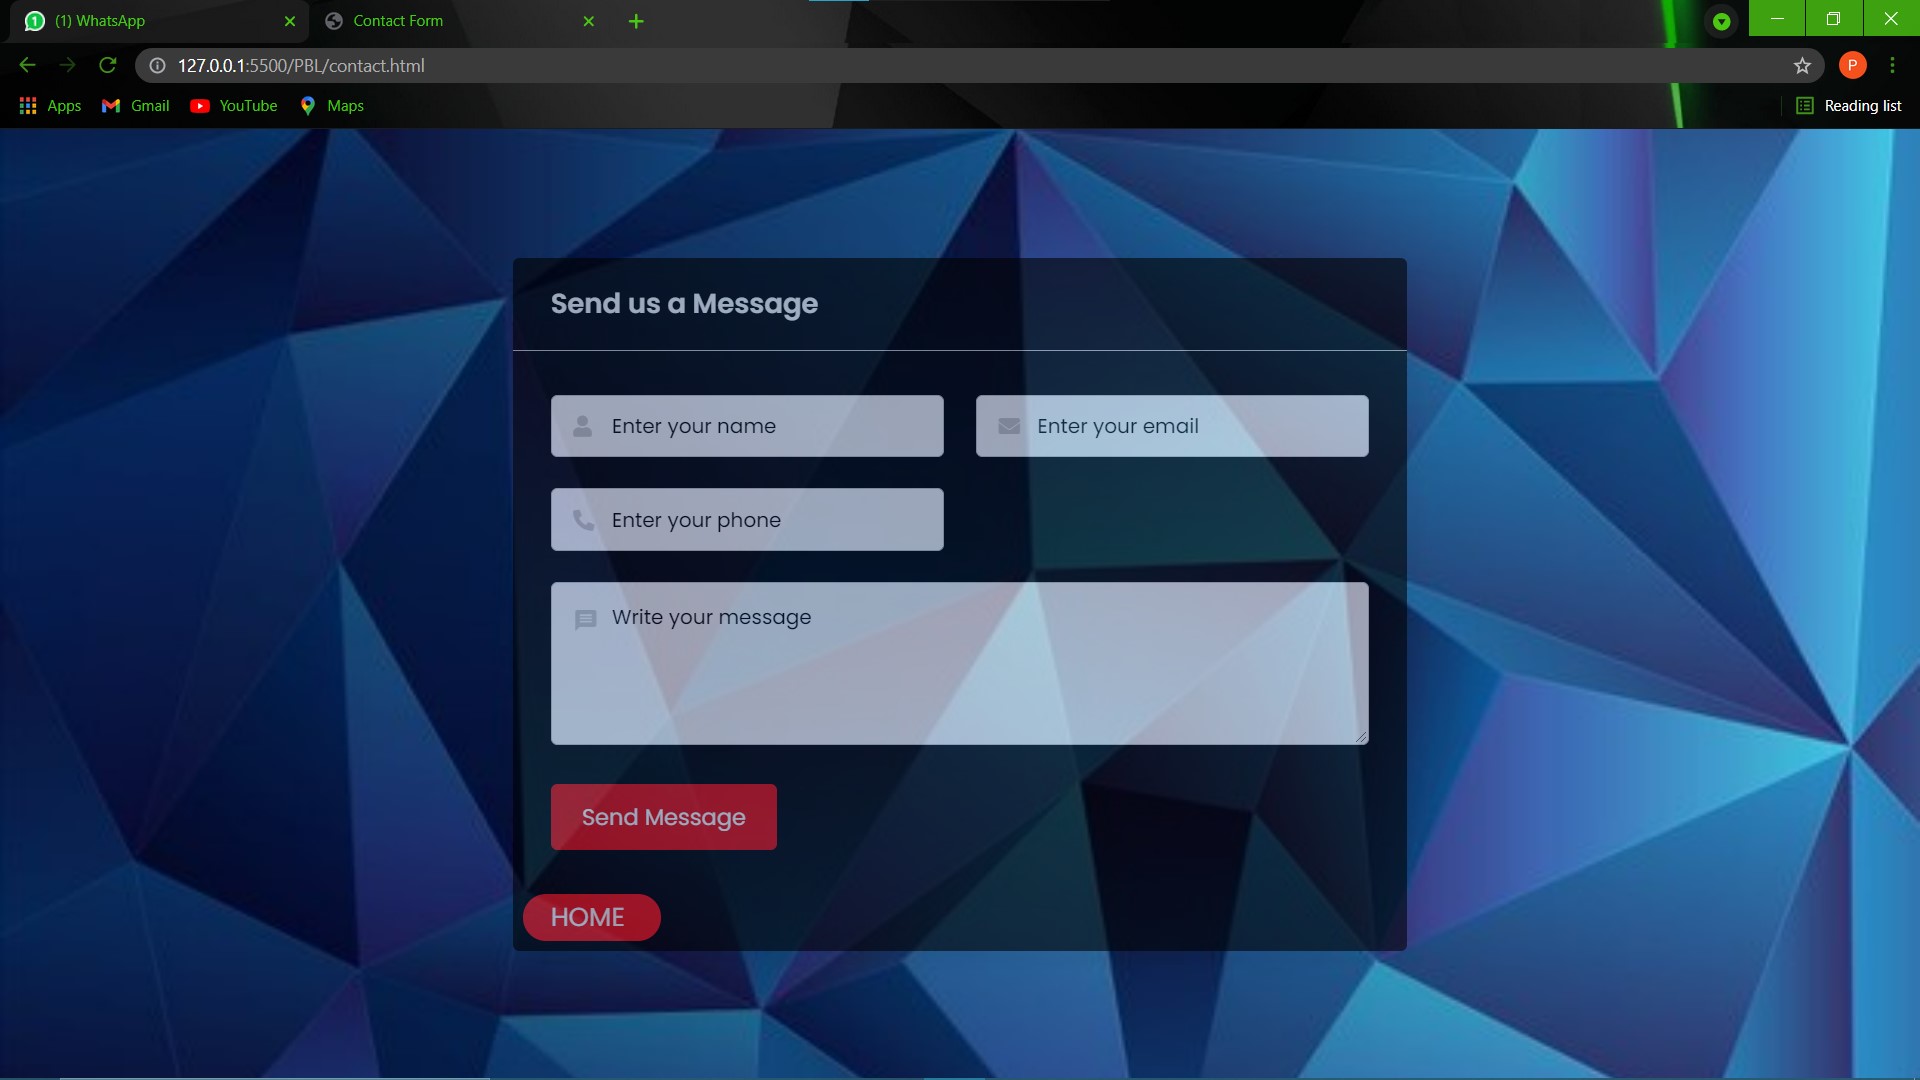 (1) WhatsApp
Contact Form
127.0.0.1:5500/PBL/contact.html
P
Apps Gmail YouTube Maps
Reading list
Send us a Message
Enter your name
Enter your email
Enter your phone
Write your message
Send Message
HOME